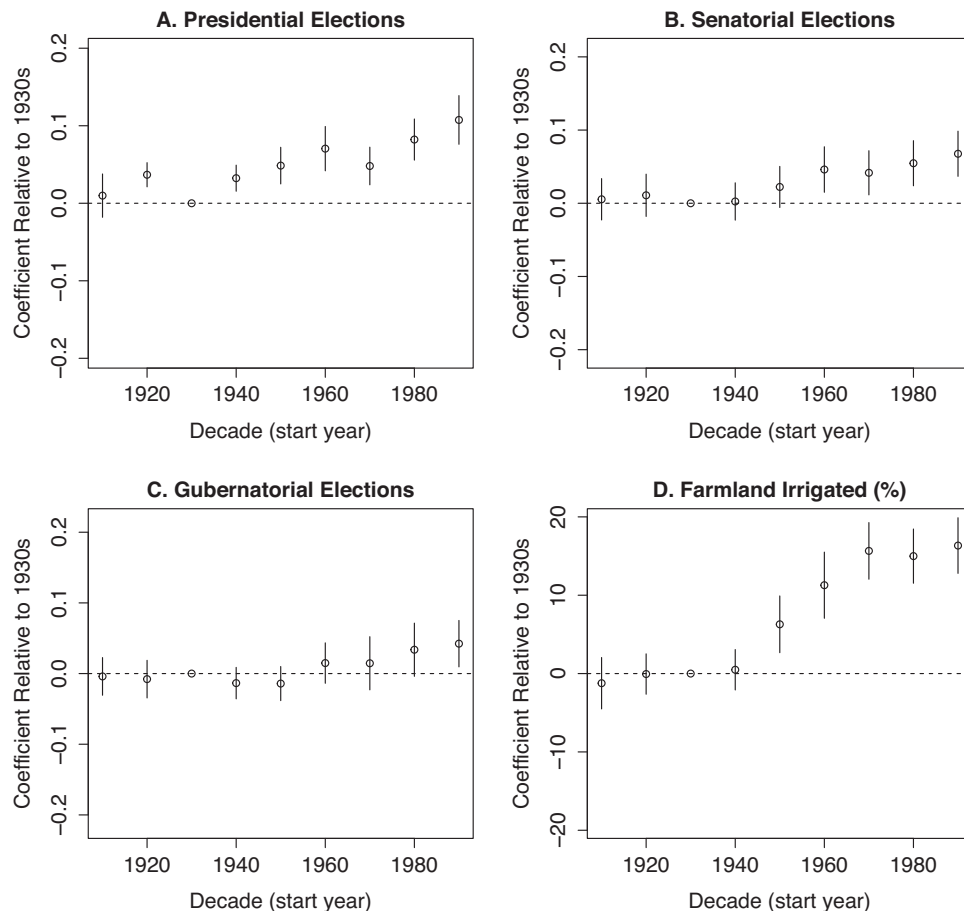 A. Presidential Elections
Coefficient Relative to 1930s
0.2
0.1
0.0
−0.1
−0.2
1920 1940 1960 1980
Decade (start year)
B. Senatorial Elections
Coefficient Relative to 1930s
0.2
0.1
0.0
−0.1
−0.2
1920 1940 1960 1980
Decade (start year)
C. Gubernatorial Elections
Coefficient Relative to 1930s
0.2
0.1
0.0
−0.1
−0.2
1920 1940 1960 1980
Decade (start year)
D. Farmland Irrigated (%)
Coefficient Relative to 1930s
20
10
0
−10
−20
1920 1940 1960 1980
Decade (start year)